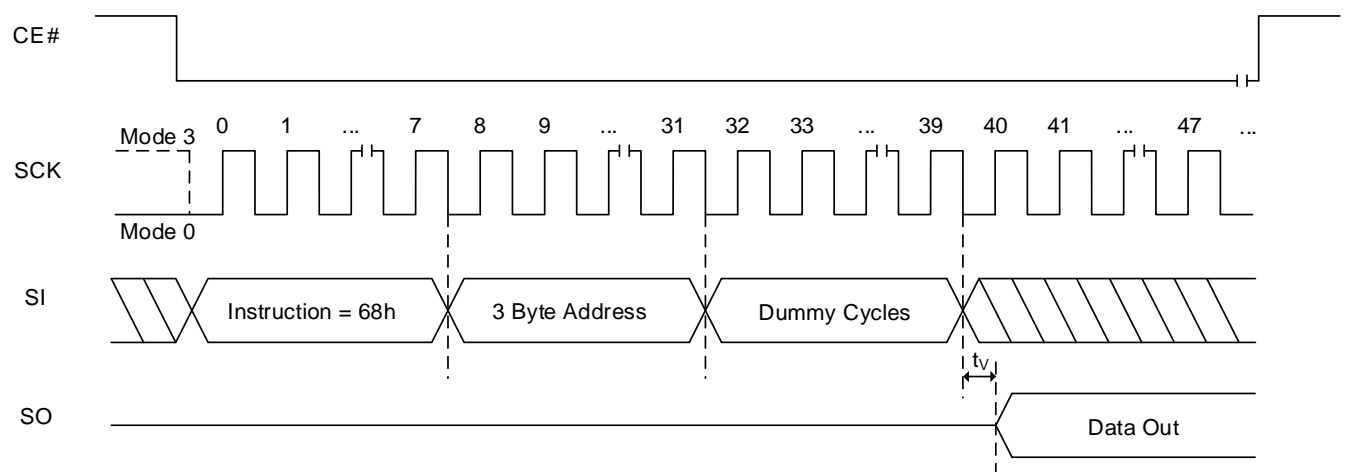 CE#
Mode 3 0 1 ... 7 8 9 ... 31 32 33 ... 39 40 41 ... 47 ...
SCK
Mode 0
SI Instruction = 68h 3 Byte Address Dummy Cycles
tV
SO Data Out